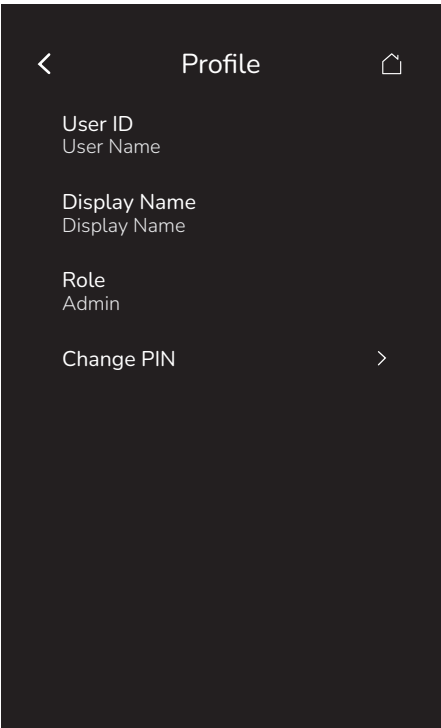 Profile
User ID
User Name
Display Name
Display Name
Role
Admin
Change PIN